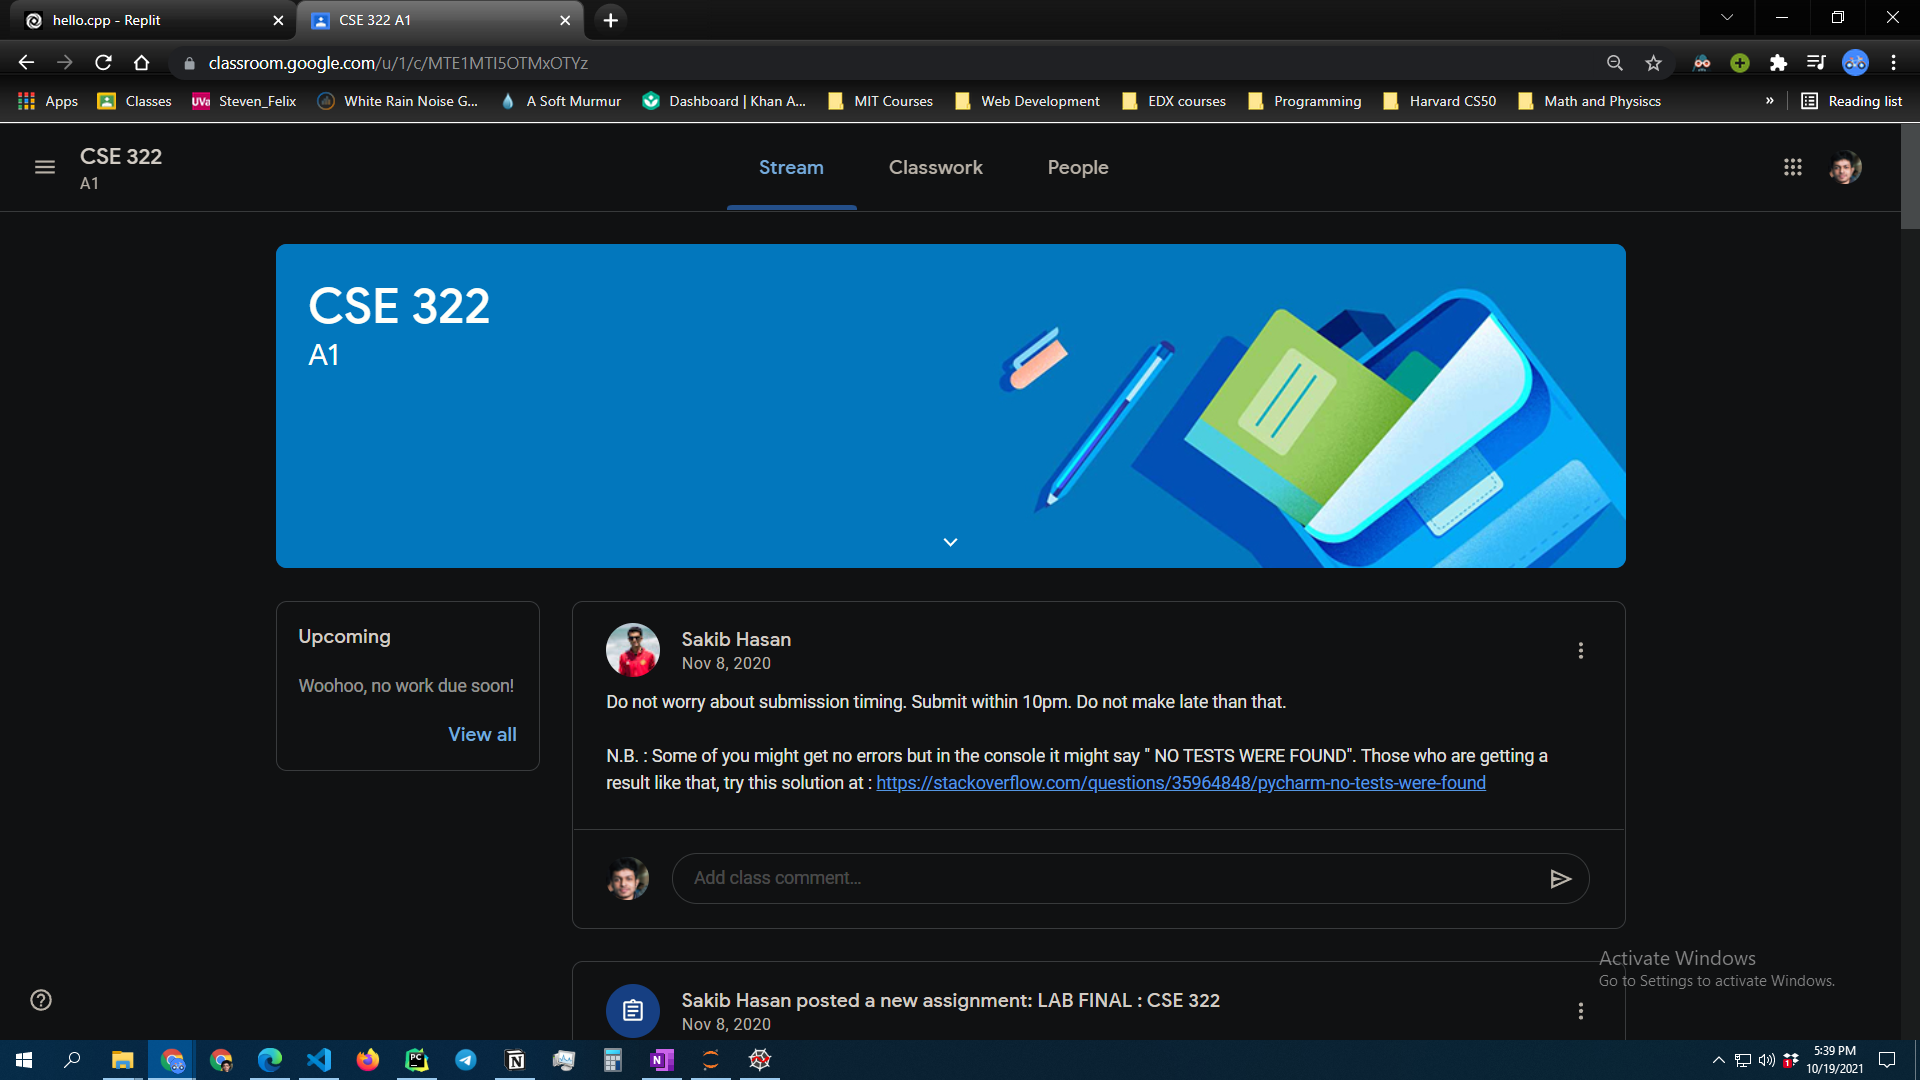 hello.cpp - Replit
CSE 322 A1
classroom.google.com/u/1/c/MTE1MTI5OTMxOTYz
Apps
Classes
UVa Steven_Felix
White Rain Noise G...
A Soft Murmur
Dashboard | Khan A...
MIT Courses
Web Development
EDX courses
Programming
Harvard CS50
Math and Physiscs
»
Reading list
CSE 322
A1
Stream
Classwork
People
CSE 322
A1
Upcoming
Woohoo, no work due soon!
View all
Sakib Hasan
Nov 8, 2020
Do not worry about submission timing. Submit within 10pm. Do not make late than that.
N.B. : Some of you might get no errors but in the console it might say " NO TESTS WERE FOUND". Those who are getting a
result like that, try this solution at : https://stackoverflow.com/questions/35964848/pycharm-no-tests-were-found
Add class comment...
Sakib Hasan posted a new assignment: LAB FINAL : CSE 322
Nov 8, 2020
Activate Windows
Go to Settings to activate Windows.
5:39 PM
10/19/2021